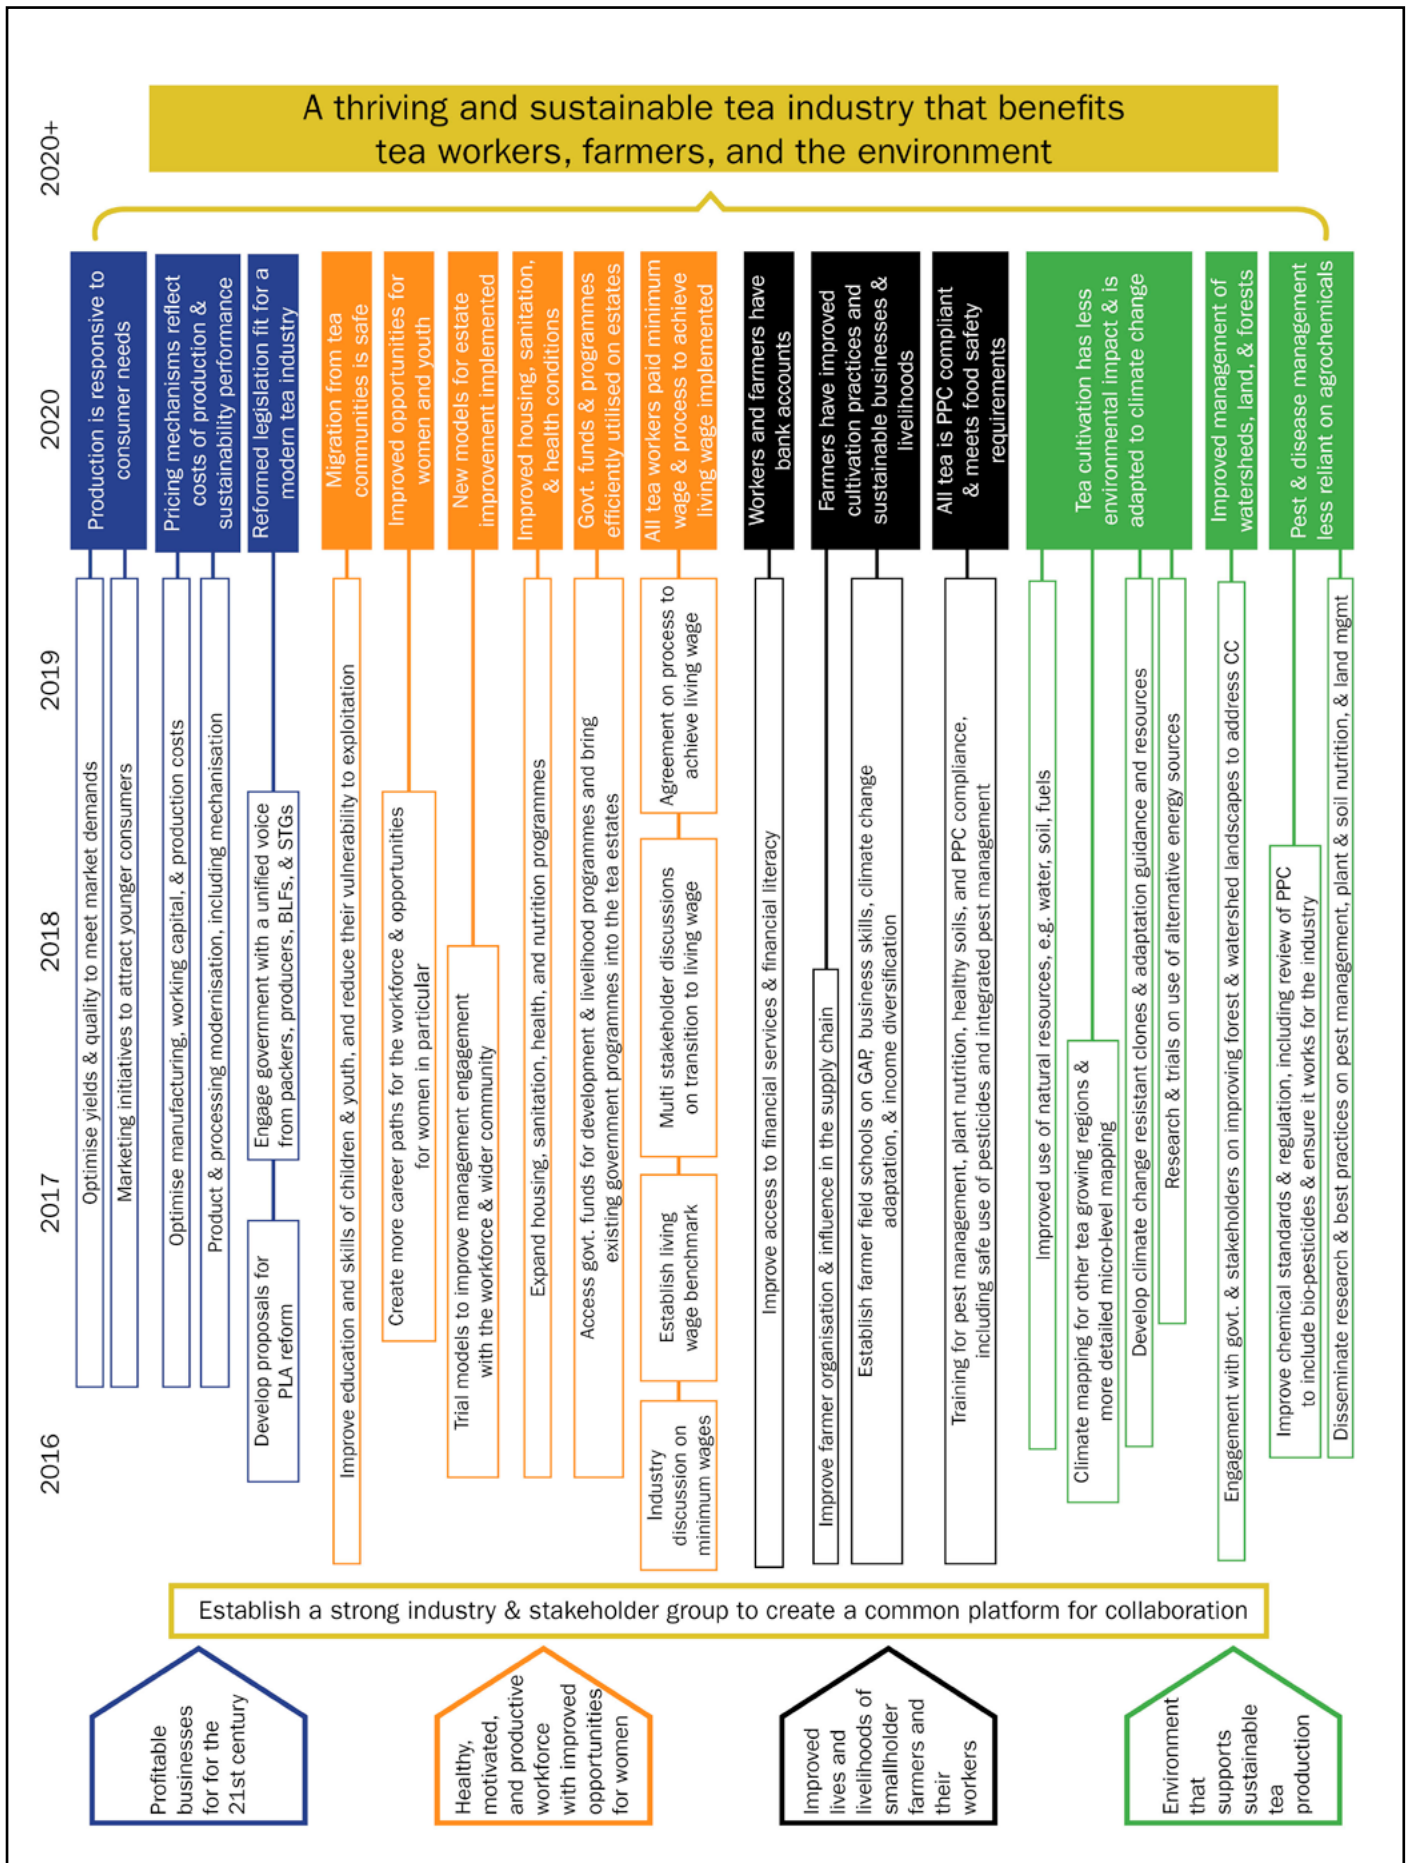 2016
2017
2018
2019
2020
2020+
Profitable
businesses
for for the
21st century
Healthy,
motivated,
and productive
workforce
with improved
opportunities
for women
Improved
lives and
livelihoods of
smallholder
farmers and
their
workers
Environment
that
supports
sustainable
tea
production
Establish a strong industry & stakeholder group to create a common platform for collaboration
Optimise yields & quality to meet market demands
Marketing initiatives to attract younger consumers
Production is responsive to
consumer needs
Optimise manufacturing, working capital, & production costs
Product & processing modernisation, including mechanisation
Pricing mechanisms reflect
costs of production &
sustainability performance
Develop proposals for
PLA reform
Engage government with a unified voice
from packers, producers, BLFs, & STGs
Reformed legislation fit for a
modern tea industry
Improve education and skills of children & youth, and reduce their vulnerability to exploitation
Migration from tea
communities is safe
Create more career paths for the workforce & opportunities
for women in particular
Improved opportunities for
women and youth
Trial models to improve management engagement
with the workforce & wider community
New models for estate
improvement implemented
Expand housing, sanitation, health, and nutrition programmes
Improved housing, sanitation,
& health conditions
Access govt. funds for development & livelihood programmes and bring
existing government programmes into the tea estates
Govt. funds & programmes
efficiently utilised on estates
Industry
discussion on
minimum wages
Establish living
wage benchmark
Multi stakeholder discussions
on transition to living wage
Agreement on process to
achieve living wage
All tea workers paid minimum
wage & process to achieve
living wage implemented
Improve access to financial services & financial literacy
Workers and farmers have
bank accounts
Improve farmer organisation & influence in the supply chain
Establish farmer field schools on GAP, business skills, climate change
adaptation, & income diversification
Farmers have improved
cultivation practices and
sustainable businesses &
livelihoods
Training for pest management, plant nutrition, healthy soils, and PPC compliance,
including safe use of pesticides and integrated pest management
All tea is PPC compliant
& meets food safety
requirements
Improved use of natural resources, e.g. water, soil, fuels
Climate mapping for other tea growing regions &
more detailed micro-level mapping
Develop climate change resistant clones & adaptation guidance and resources
Research & trials on use of alternative energy sources
Tea cultivation has less
environmental impact & is
adapted to climate change
Engagement with govt. & stakeholders on improving forest & watershed landscapes to address CC
Improved management of
watersheds, land, & forests
Improve chemical standards & regulation, including review of PPC
to include bio-pesticides & ensure it works for the industry
Disseminate research & best practices on pest management, plant & soil nutrition, & land mgmt
Pest & disease management
less reliant on agrochemicals
A thriving and sustainable tea industry that benefits
tea workers, farmers, and the environment